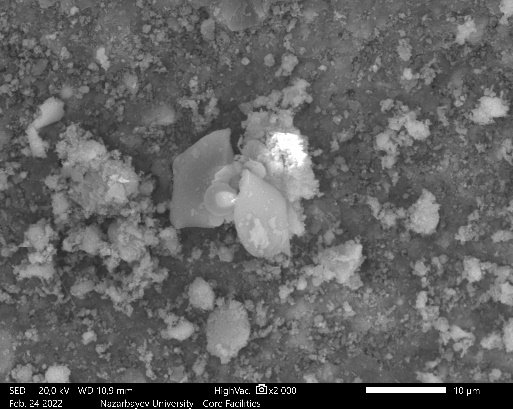 SED 20,0 kV WD 10,9 mm HighVac. x2 000 10 µm
Feb. 24 2022 Nazarbayev University Core Facilities